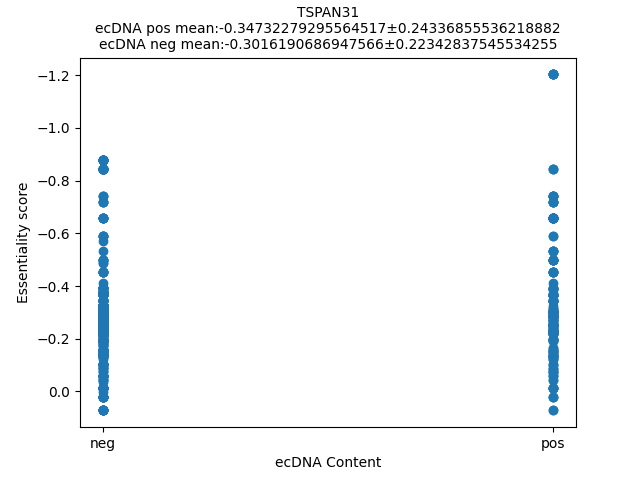 TSPAN31
ecDNA pos mean:-0.34732279295564517±0.24336855536218882
ecDNA neg mean:-0.3016190686947566±0.22342837545534255
−1.2
−1.0
−0.8
−0.6
−0.4
−0.2
0.0
Essentiality score
neg
pos
ecDNA Content